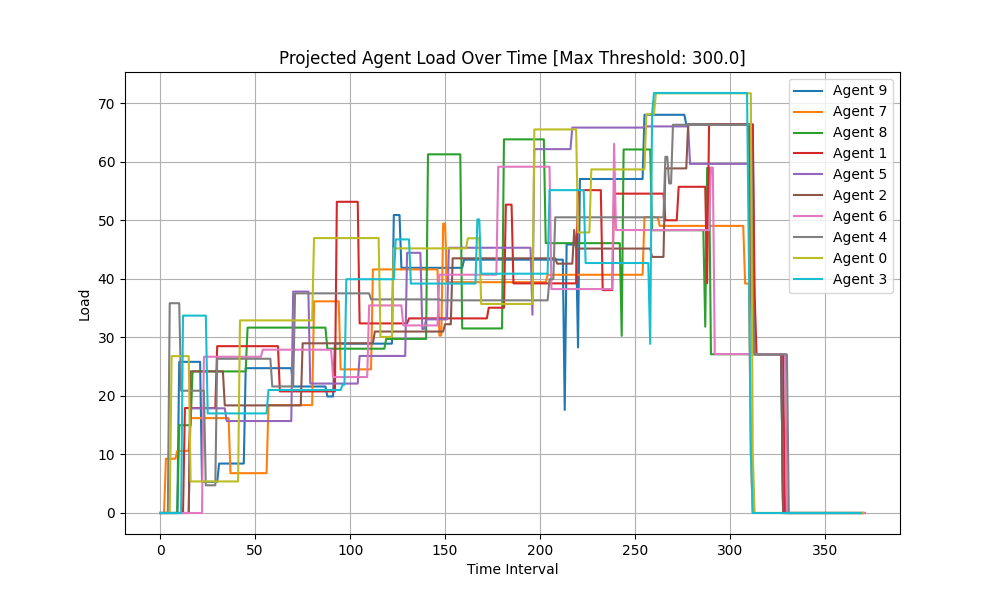 Projected Agent Load Over Time [Max Threshold: 300.0]
Load
70
60
50
40
30
20
10
0
0 50 100 150 200 250 300 350
Time Interval
Agent 9
Agent 7
Agent 8
Agent 1
Agent 5
Agent 2
Agent 6
Agent 4
Agent 0
Agent 3